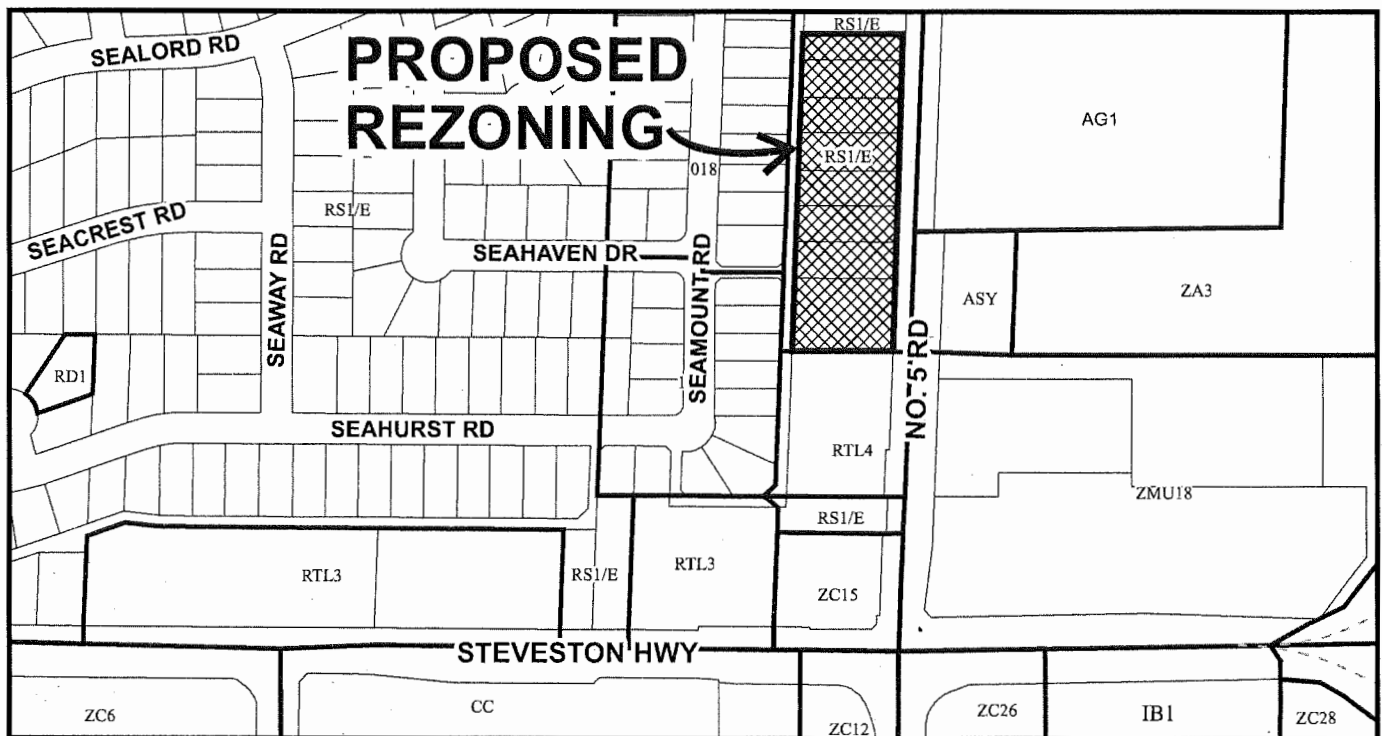 RS1/E
SEALORD RD
PROPOSED
REZONING
AG1
RS1/E
018
RS1/E
SEACREST RD
SEAWAY RD
SEAHAVEN DR
SEAMOUNT RD
ASY
ZA3
NO. 5 RD
RD1
SEAHURST RD
RTL4
ZMU18
RS1/E
RTL3
RS1/E
RTL3
ZC15
STEVESTON HWY
ZC6
CC
ZC12
ZC26
IB1
ZC28